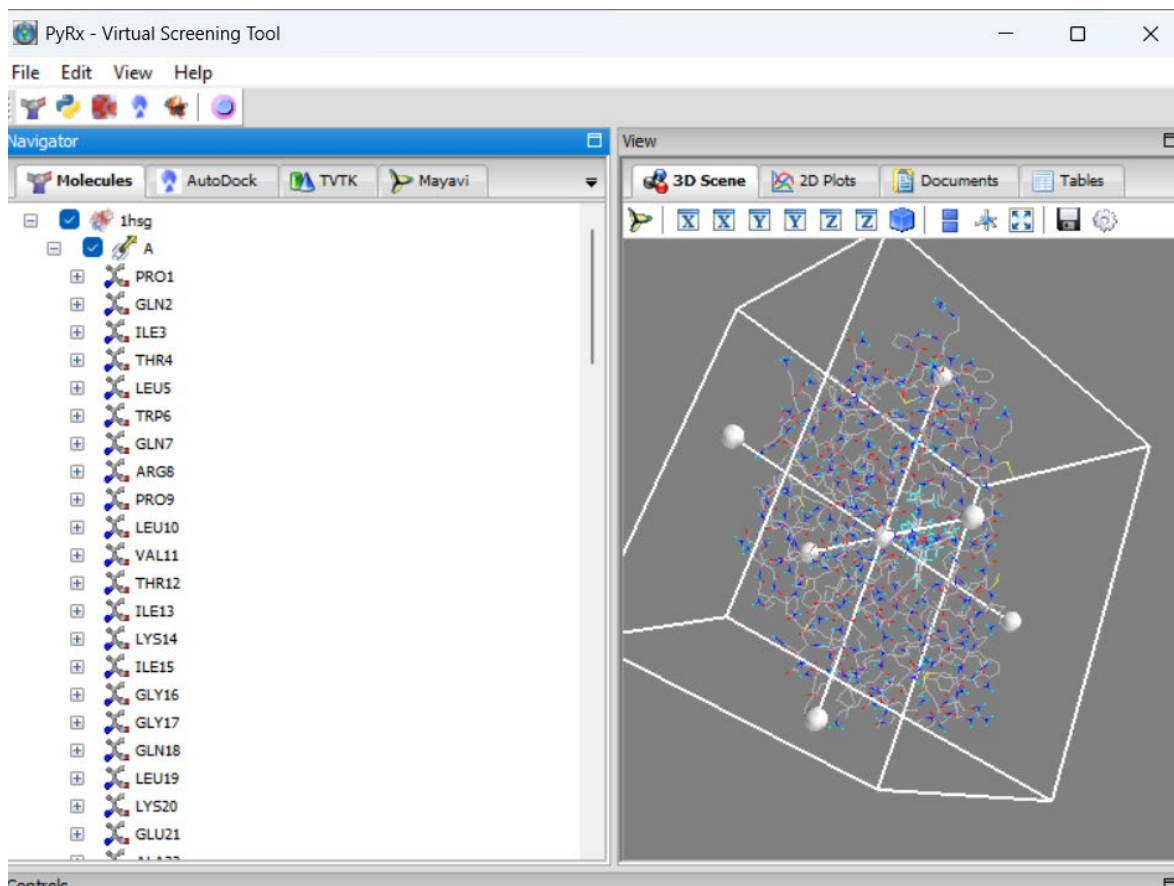 PyRx - Virtual Screening Tool
File Edit View Help
Navigator
View
Molecules AutoDock TVTK Mayavi
3D Scene 2D Plots Documents Tables
X X Y Y Z Z
1hsg
A
PRO1
GLN2
ILE3
THR4
LEU5
TRP6
GLN7
ARG8
PRO9
LEU10
VAL11
THR12
ILE13
LYS14
ILE15
GLY16
GLY17
GLN18
LEU19
LYS20
GLU21
Controls